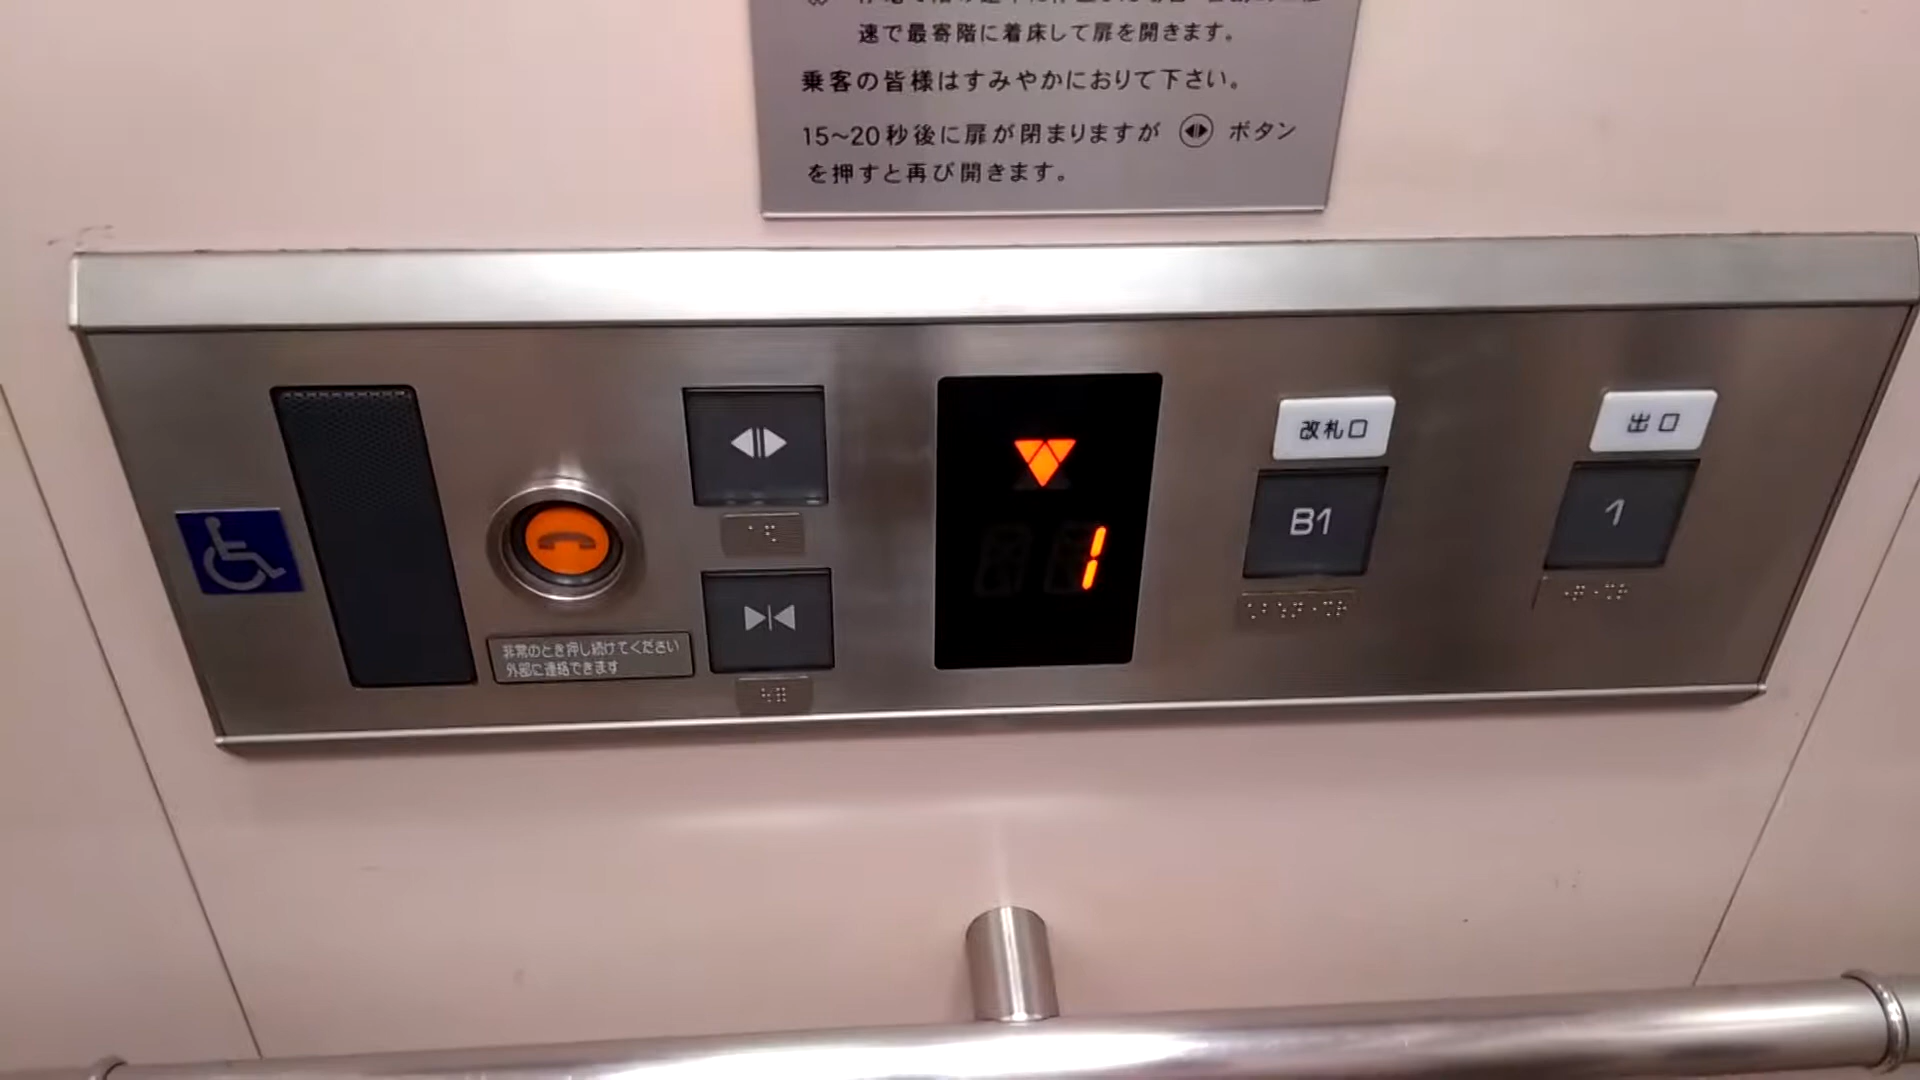 速で最寄階に着床して扉を開きます。
乗客の皆様はすみやかにおりて下さい。
15~20秒後に扉が閉まりますが ボタン
を押すと再び開きます。
改札口
出口
B1
1
1
非常のとき押し続けてください
外部に連絡できます